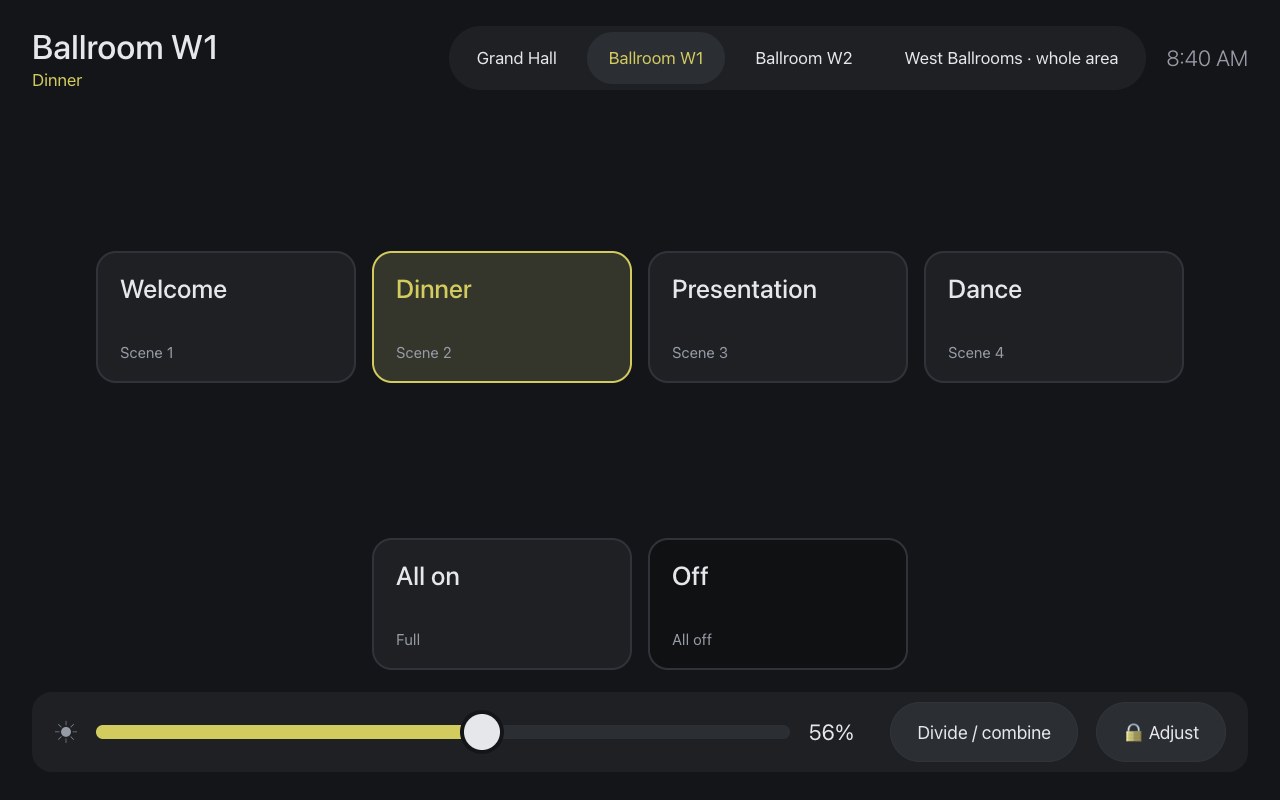 Ballroom W1
Dinner
Grand Hall
Ballroom W1
Ballroom W2
West Ballrooms · whole area
8:40 AM
Welcome
Scene 1
Dinner
Scene 2
Presentation
Scene 3
Dance
Scene 4
All on
Full
Off
All off
56%
Divide / combine
Adjust